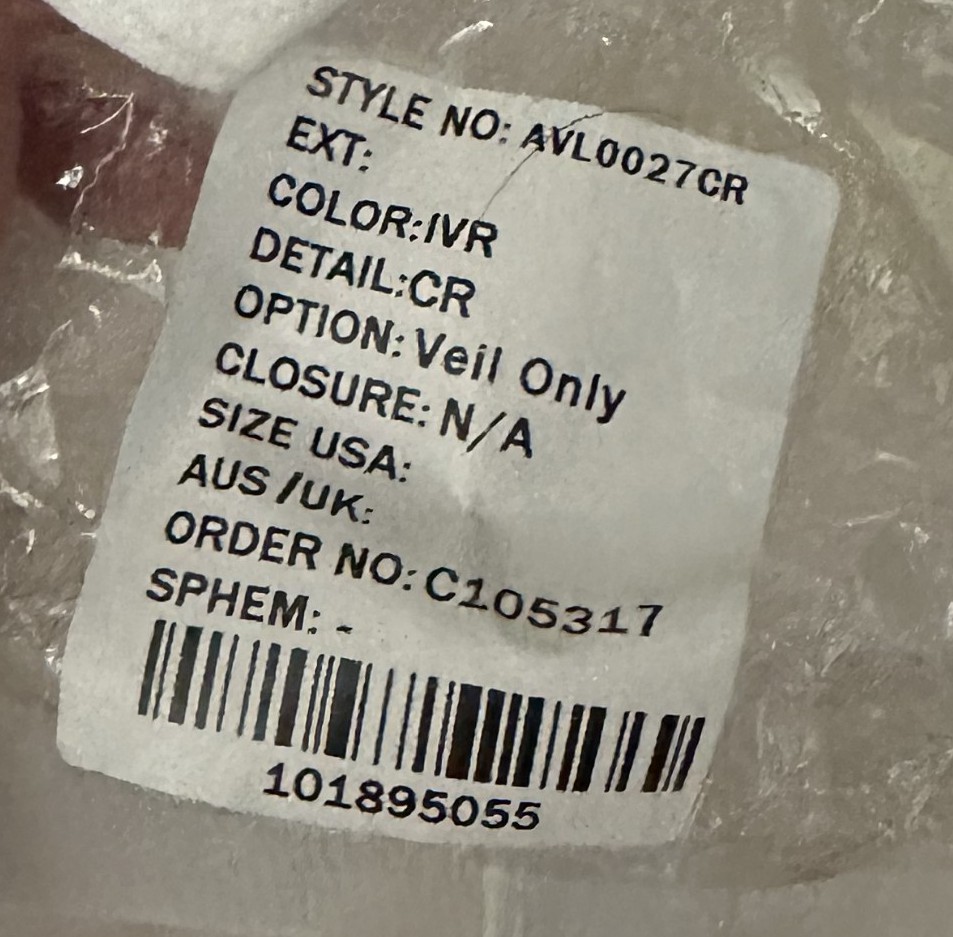 STYLE NO: AVL0027CR
EXT:
COLOR:IVR
DETAIL:CR
OPTION: Veil Only
CLOSURE: N/A
SIZE USA:
AUS /UK:
ORDER NO: C105317
SPHEM: -
101895055